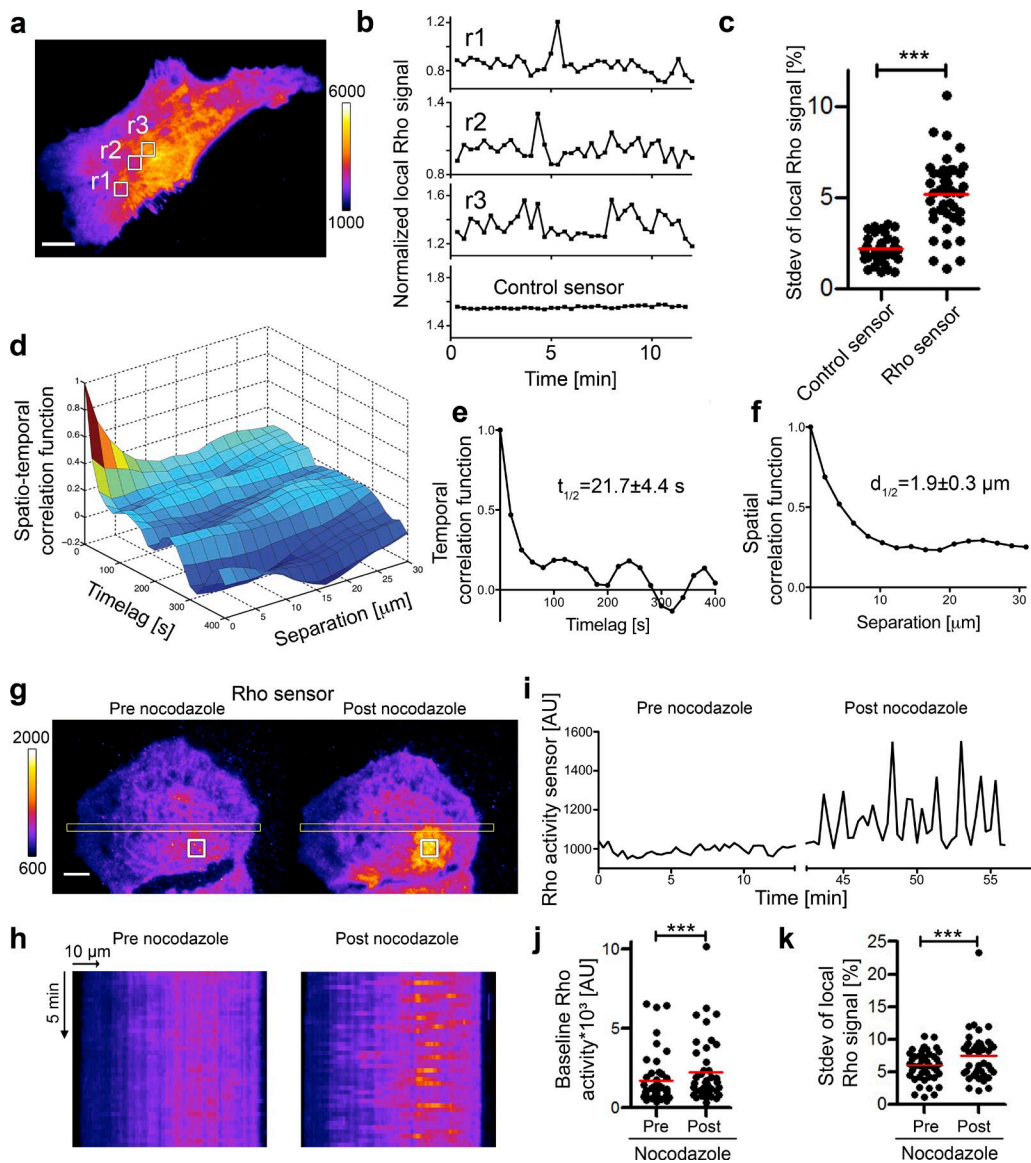 a
6000
1000
r3
r2
r1
b
Normalized local Rho signal
r1
1.2
0.8
r2
1.4
1.0
r3
1.6
1.2
Control sensor
1.6
1.4
5
10
Time [min]
c
Stdev of local Rho signal [%]
***
10
5
0
Control sensor
Rho sensor
d
Spatio-temporal
correlation function
1
0.8
0.6
0.4
0.2
0
−0.2
0
100
200
300
400
Timelag [s]
0
5
10
15
20
25
30
Separation [μm]
e
Temporal
correlation function
1.0
0.0
t1/2=21.7±4.4 s
100
200
300
400
Timelag [s]
f
Spatial
correlation function
1.0
0.0
d1/2=1.9±0.3 μm
0
10
20
30
Separation [μm]
g
Rho sensor
Pre nocodazole
Post nocodazole
2000
600
h
Pre nocodazole
Post nocodazole
10 μm
5 min
i
Rho activity sensor [AU]
Pre nocodazole
Post nocodazole
1600
1400
1200
1000
0
5
10
45
50
55
Time [min]
j
Baseline Rho
activity*10³ [AU]
***
10
5
0
Pre
Post
Nocodazole
k
Stdev of local
Rho signal [%]
***
25
20
15
10
5
0
Pre
Post
Nocodazole